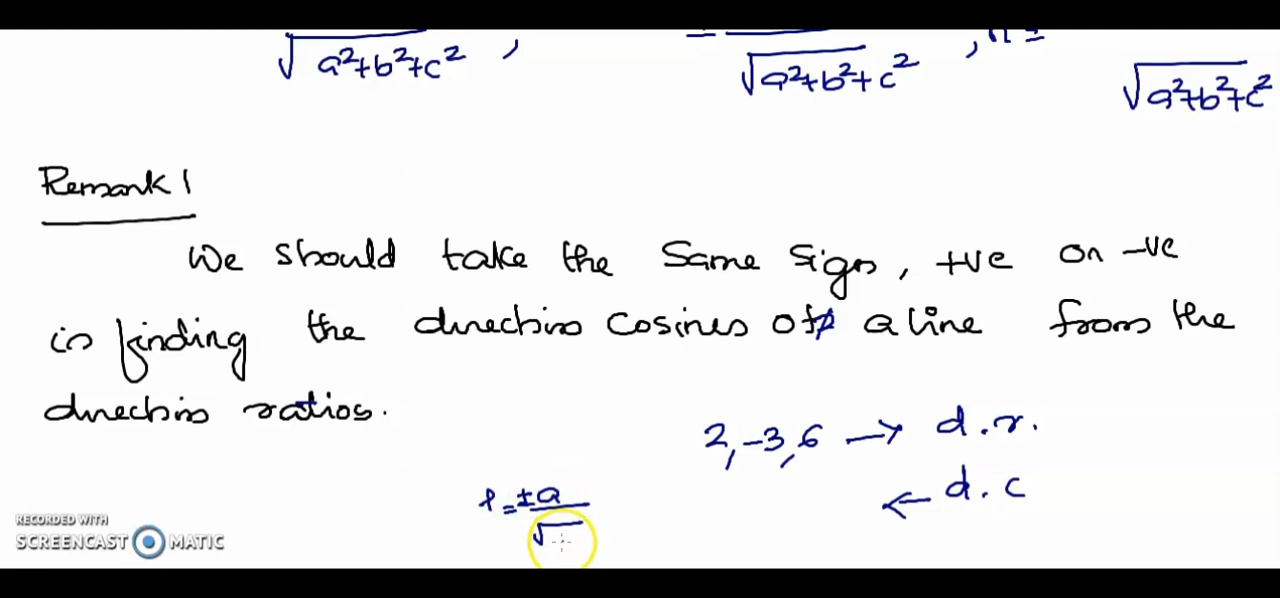 √a²+b²+c² , = √a²+b²+c² , n = √a²+b²+c²
Remark 1
We should take the same sign, +ve or -ve
in finding the direction cosines of a line from the
direction ratios.
2, -3, 6 → d.r.
← d.c
l = ±a
√
RECORDED WITH
SCREENCAST MATIC